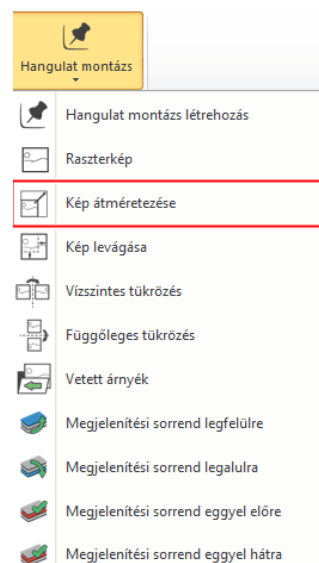 Hangulat montázs
Hangulat montázs létrehozás
Raszterkép
Kép átméretezése
Kép levágása
Vízszintes tükrözés
Függőleges tükrözés
Vetett árnyék
Megjelenítési sorrend legfelülre
Megjelenítési sorrend legalulra
Megjelenítési sorrend eggyel előre
Megjelenítési sorrend eggyel hátra